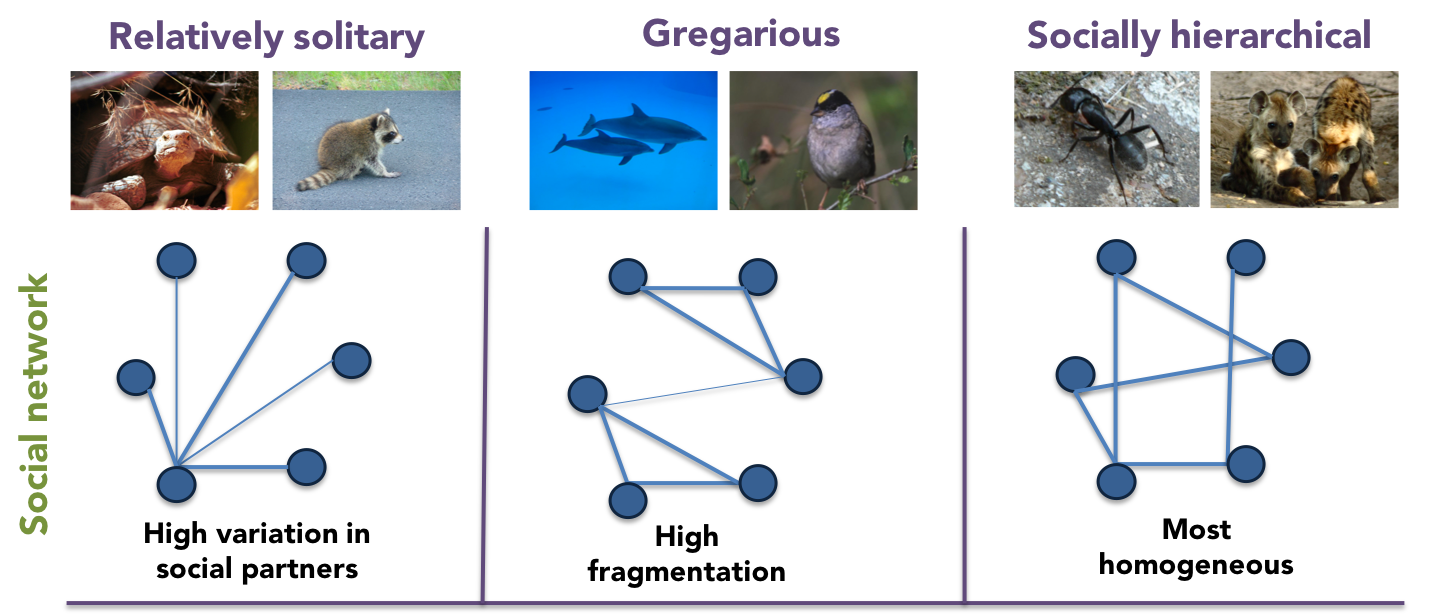 Relatively solitary
Gregarious
Socially hierarchical
Social network
High variation in
social partners
High
fragmentation
Most
homogeneous